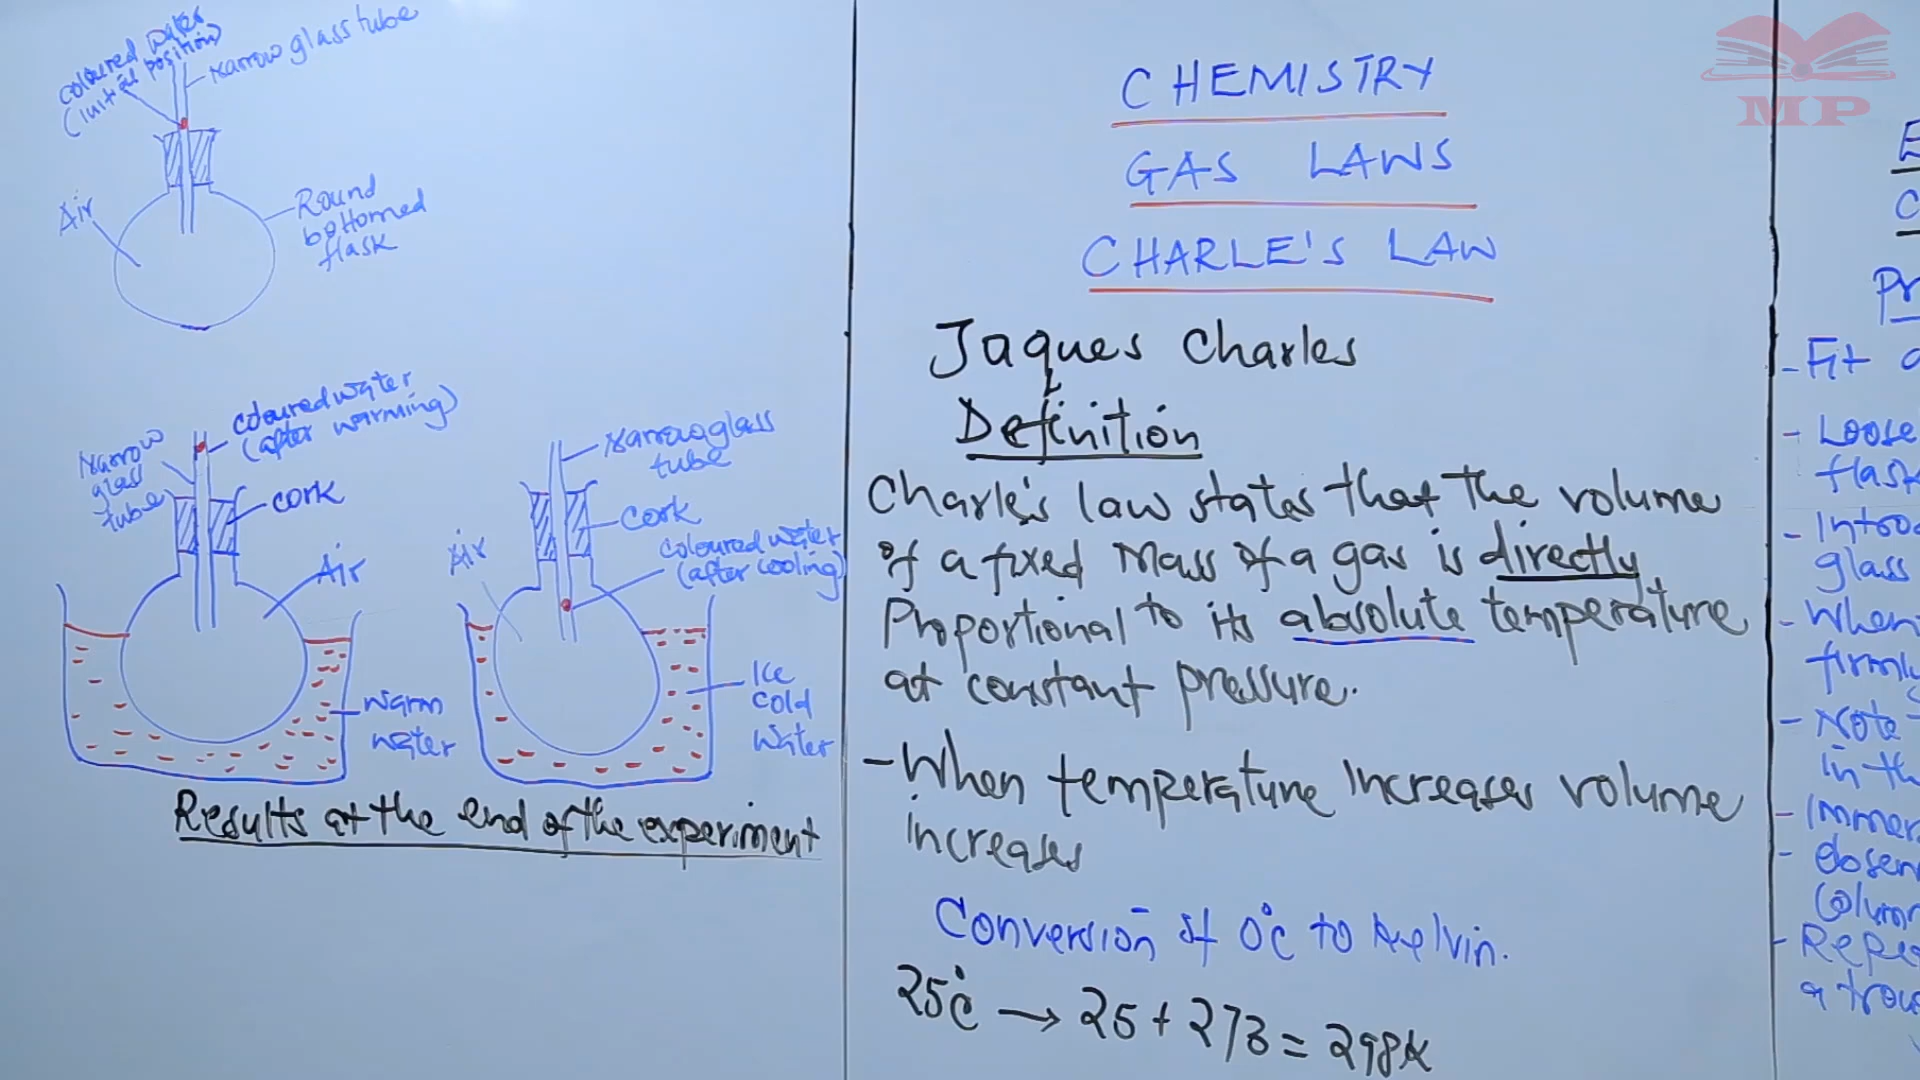 coloured water
(initial position)
narrow glass tube
Air
Round
bottomed
flask
coloured water
(after warming)
Narrow
glass
tube
cork
Air
warm
water
narrow glass
tube
cork
coloured water
(after cooling)
Air
Ice
cold
water
Results at the end of the experiment
CHEMISTRY
GAS LAWS
CHARLE'S LAW
Jaques Charles
Definition
Charle's law states that the volume
of a fixed mass of a gas is directly
Proportional to its absolute temperature
at constant pressure.
- When temperature increases volume
increases
Conversion of 0°C to Kelvin.
25°C → 25 + 273 = 298K
MP
E
C
Pr
- Fit a
- Loose
flask
- Introd
glass
- When
firmly
- Note
in th
- Immer
-
Column
- Repe
a trou